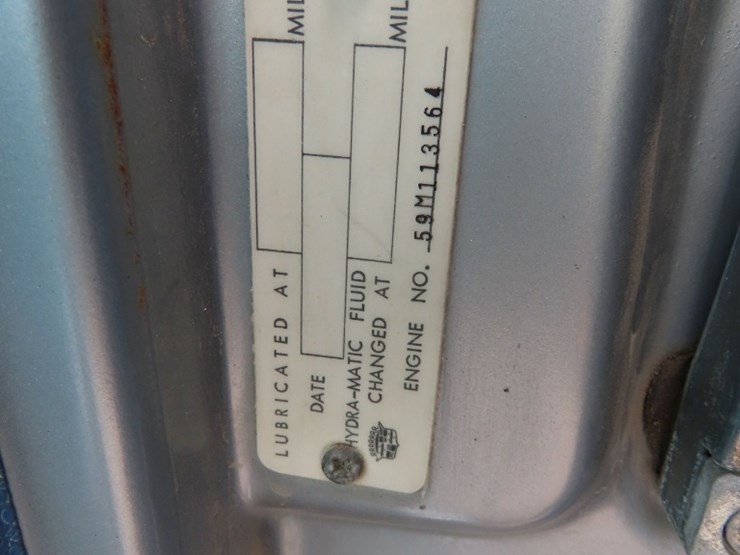 LUBRICATED AT MIL
DATE
HYDRA-MATIC FLUID
CHANGED AT MIL
ENGINE NO. 59M113564